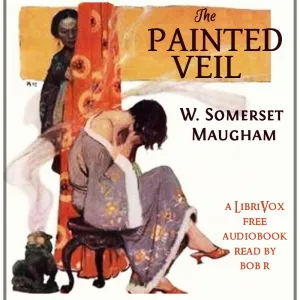 The
PAINTED
VEIL
W. Somerset
Maugham
a LibriVox
free
audiobook
read by
Bob R